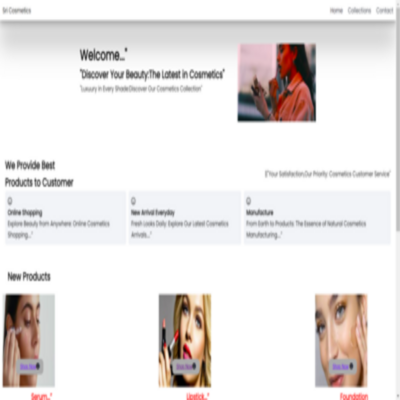 Sri Cosmetics
Home Collections Contact
Welcome..."
"Discover Your Beauty:The Latest in Cosmetics"
"Luxuury in Every Shade:Discover Our Cosmetics Collection"
We Provide Best
Products to Customer
"Your Satisfaction,Our Priority: Cosmetics Customer Service"
Online Shopping
Explore Beauty from Anywhere: Online Cosmetics
Shopping..."
New Arrival Everyday
Fresh Looks Daily: Explore Our Latest Cosmetics
Arrivals..."
Manufacture
From Earth to Products: The Essence of Natural Cosmetics
Manufacturing..."
New Products
Shop Now
Shop Now
Shop Now
Serum..."
Lipstick..."
Foundation